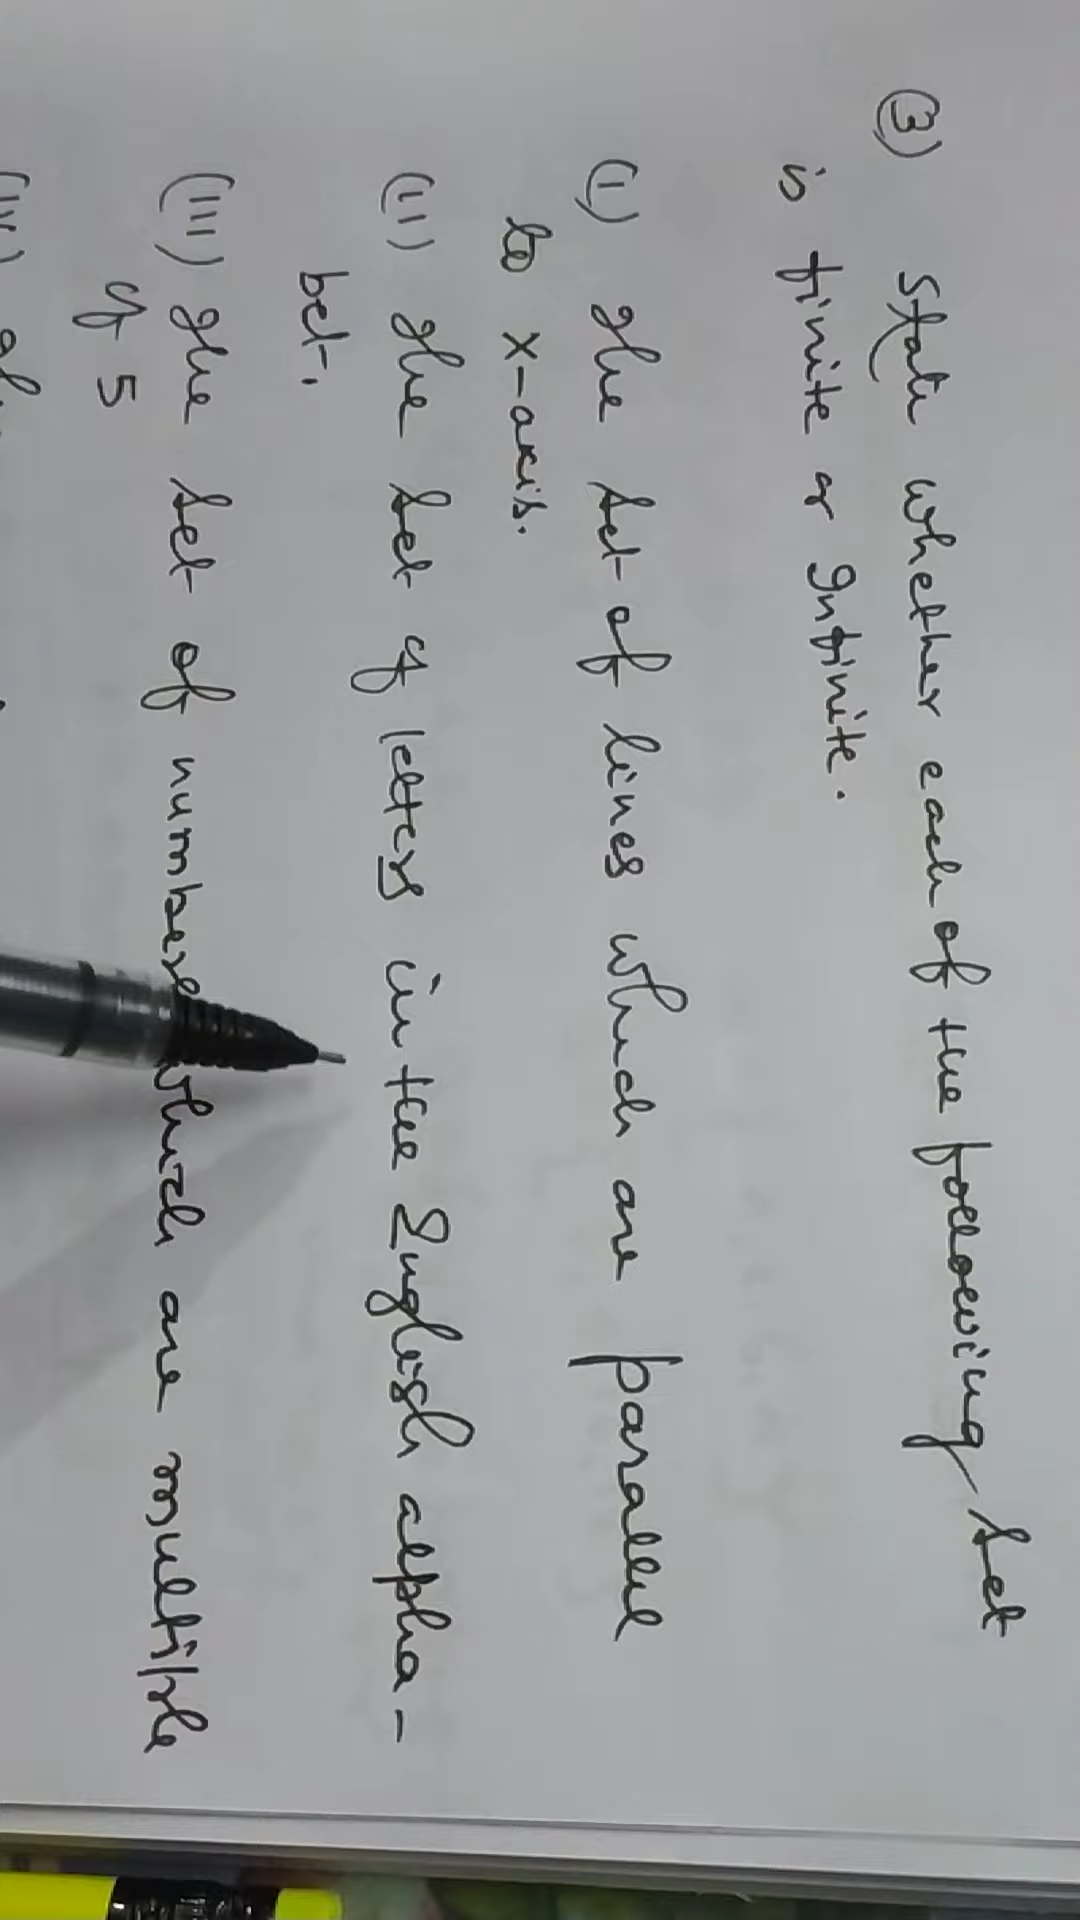 (3) State whether each of the following set
is finite or Infinite.
(i) The set of lines which are parallel
to x-axis.
(ii) The set of letters in the English alpha-
bet.
(iii) The set of numbers which are multiple
of 5
(iv)